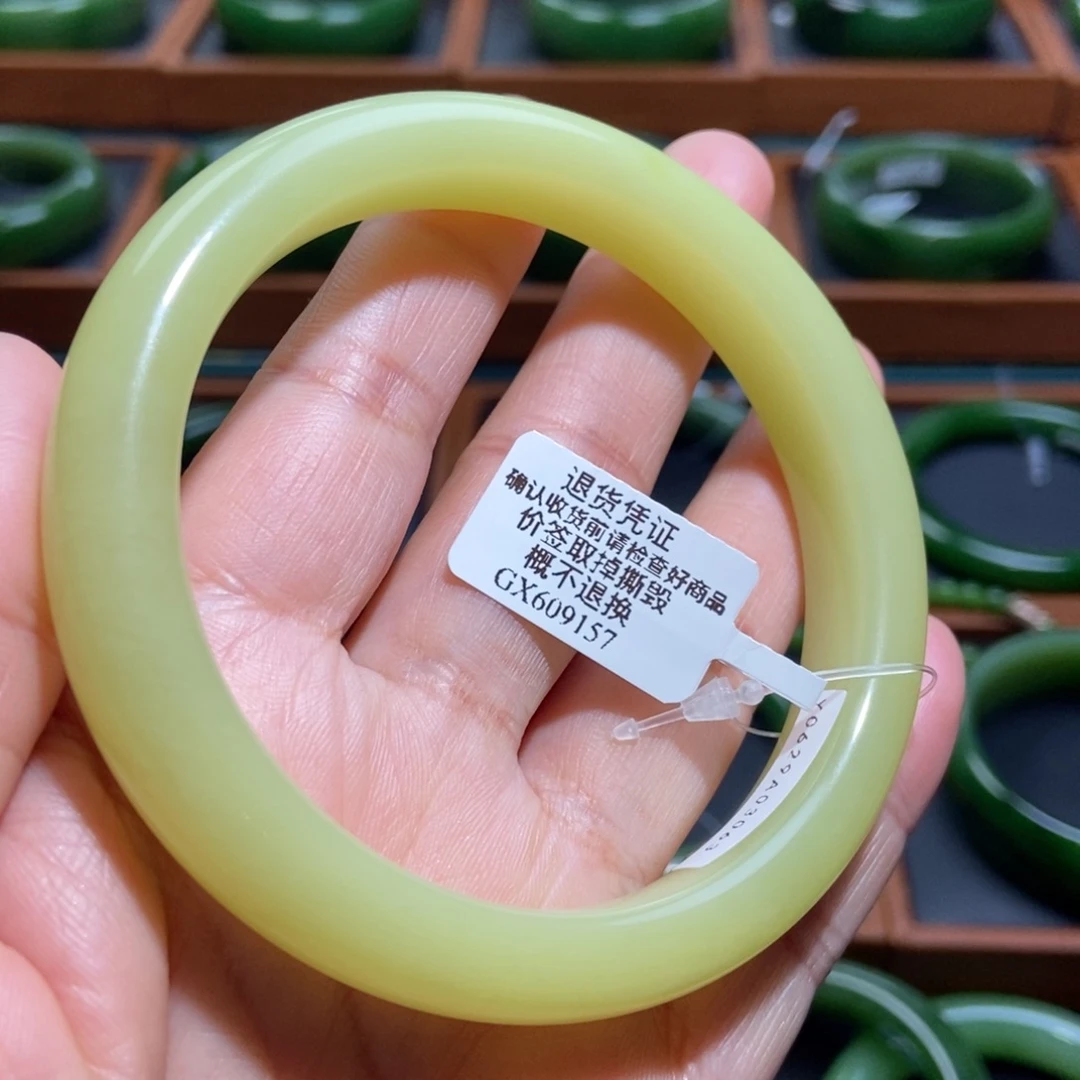 退货凭证
确认收货前请检查好商品
价签取掉撕毁
概不退换
GX609157